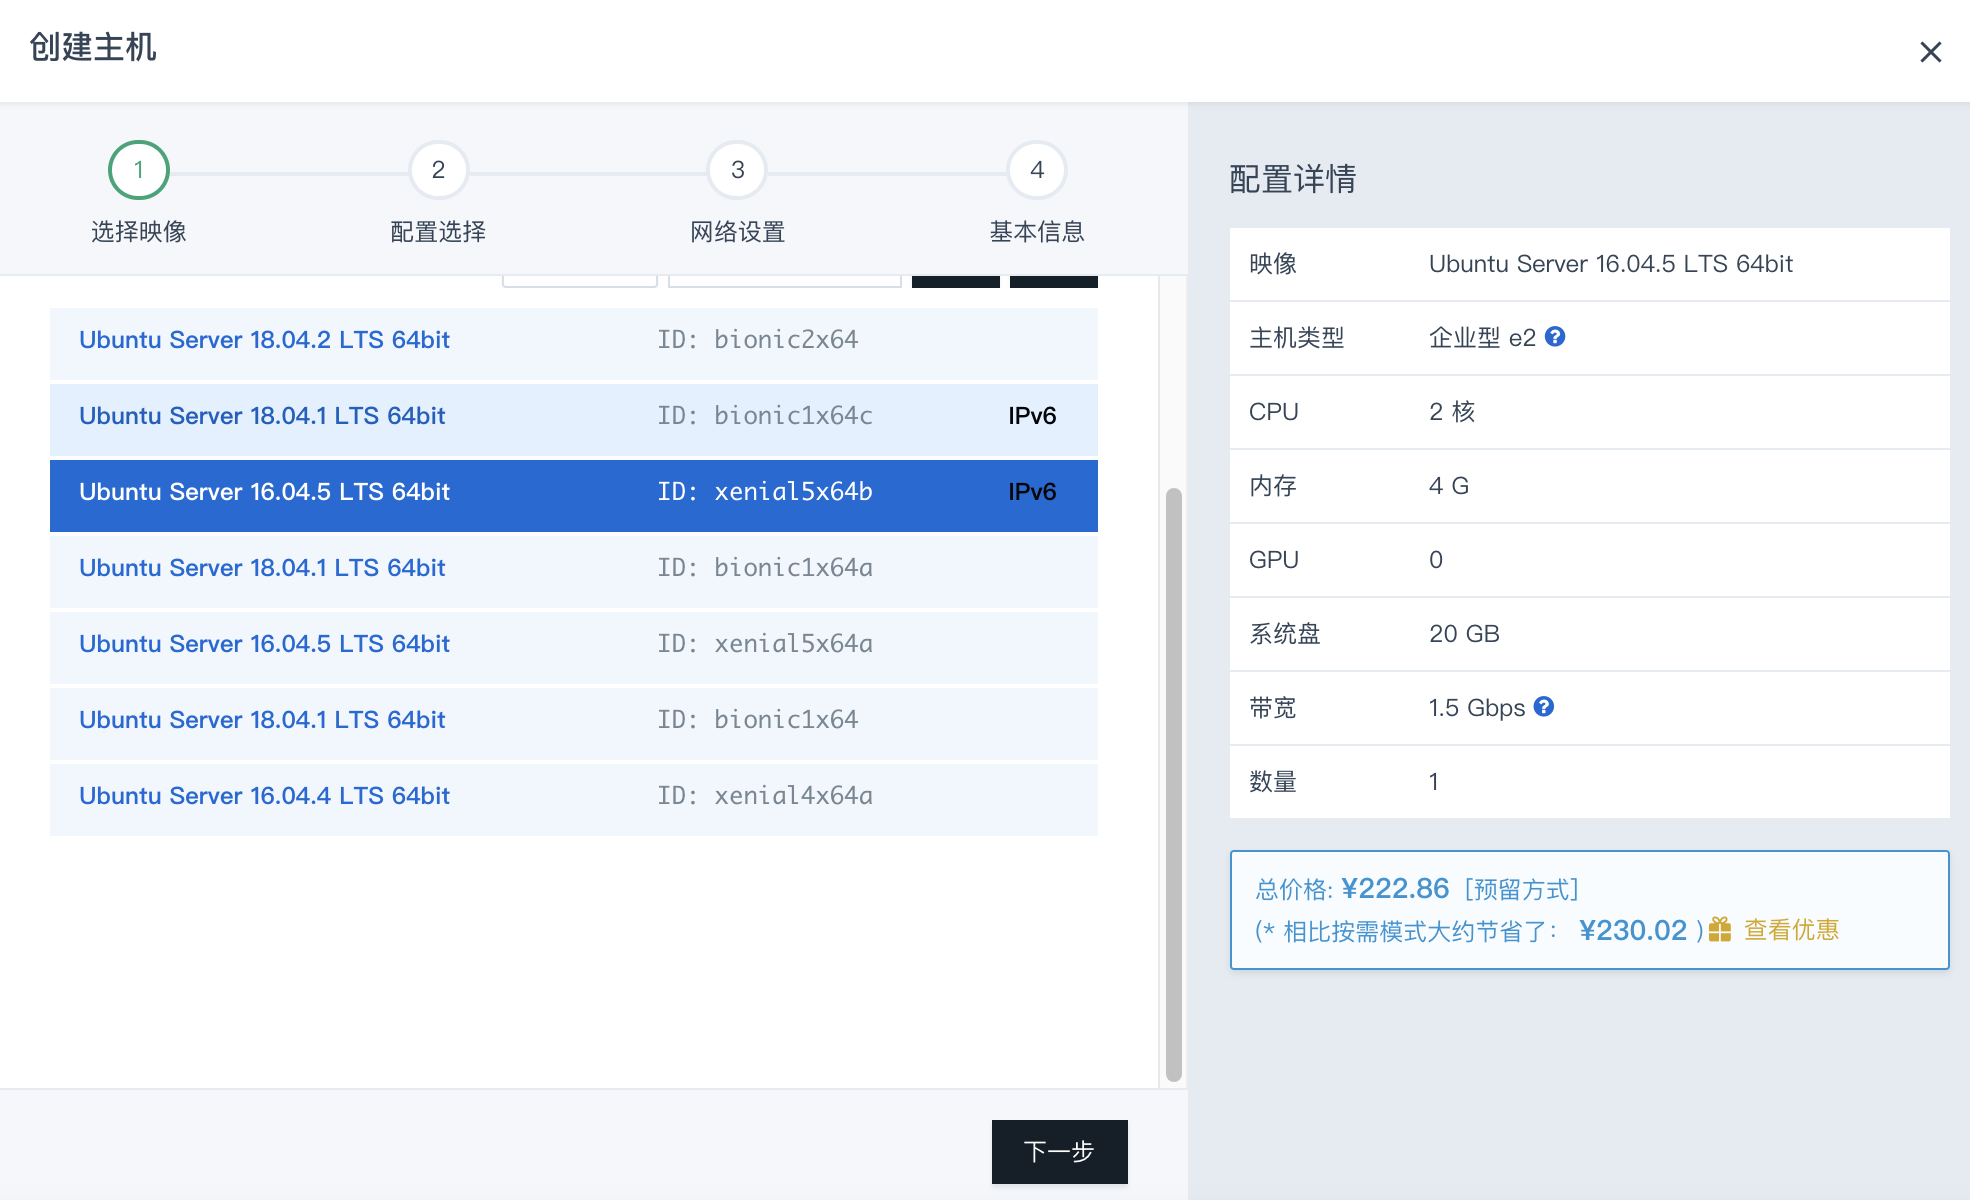 创建主机
1
2
3
4
选择映像
配置选择
网络设置
基本信息
Ubuntu Server 18.04.2 LTS 64bit ID: bionic2x64
Ubuntu Server 18.04.1 LTS 64bit ID: bionic1x64c IPv6
Ubuntu Server 16.04.5 LTS 64bit ID: xenial5x64b IPv6
Ubuntu Server 18.04.1 LTS 64bit ID: bionic1x64a
Ubuntu Server 16.04.5 LTS 64bit ID: xenial5x64a
Ubuntu Server 18.04.1 LTS 64bit ID: bionic1x64
Ubuntu Server 16.04.4 LTS 64bit ID: xenial4x64a
下一步
配置详情
映像 Ubuntu Server 16.04.5 LTS 64bit
主机类型 企业型 e2 ?
CPU 2 核
内存 4 G
GPU 0
系统盘 20 GB
带宽 1.5 Gbps ?
数量 1
总价格: ¥222.86 [预留方式]
(* 相比按需模式大约节省了： ¥230.02 ) 查看优惠